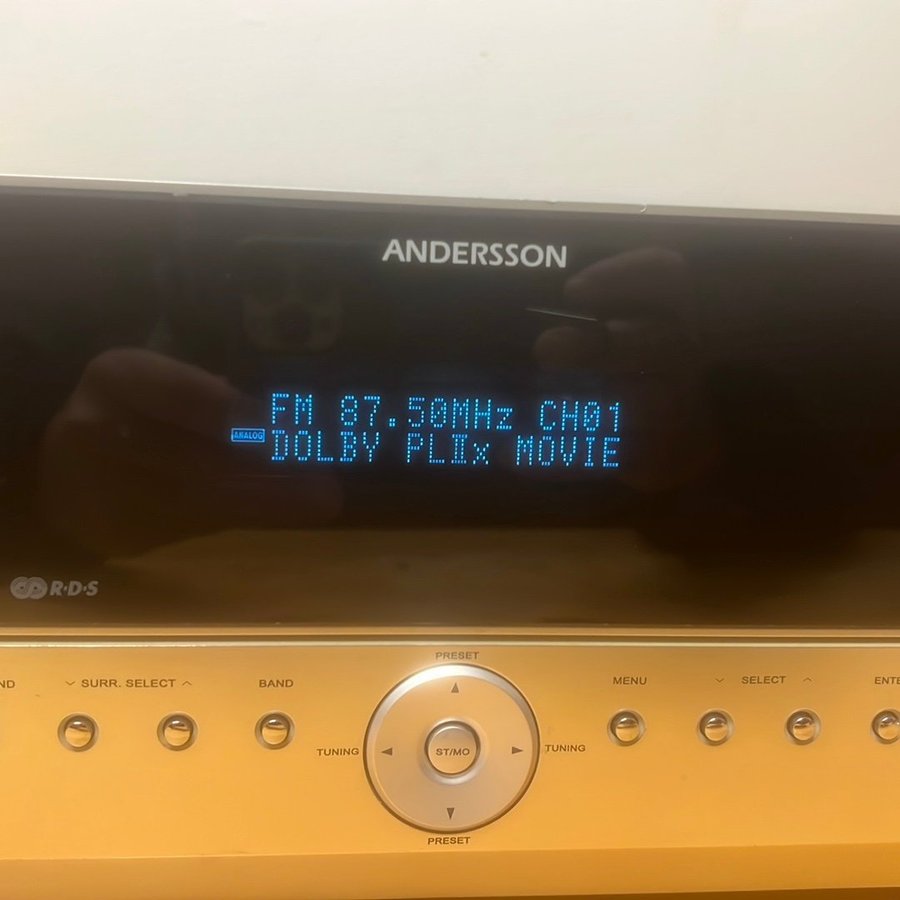 ANDERSSON
FM 87.50MHz CH01
ANALOG
DOLBY PLⅡx MOVIE
R·D·S
PRESET
SURR. SELECT
BAND
MENU
SELECT
TUNING
ST/MO
TUNING
PRESET